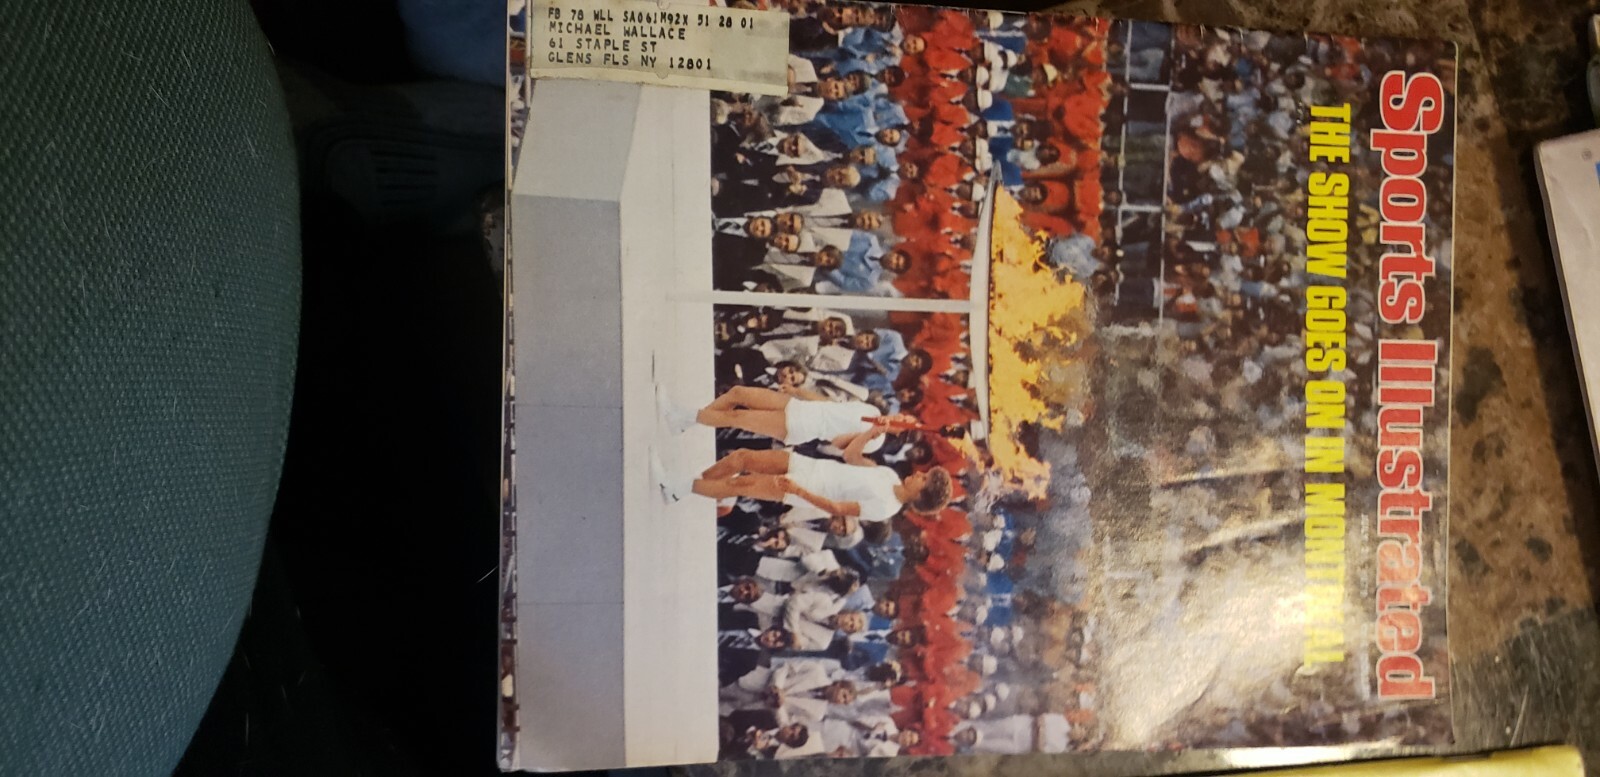 Sports Illustrated
THE SHOW GOES ON IN MONTREAL
FB 78 WLL SA061M92X 51 28 01
MICHAEL WALLACE
61 STAPLE ST
GLENS FLS NY 12801